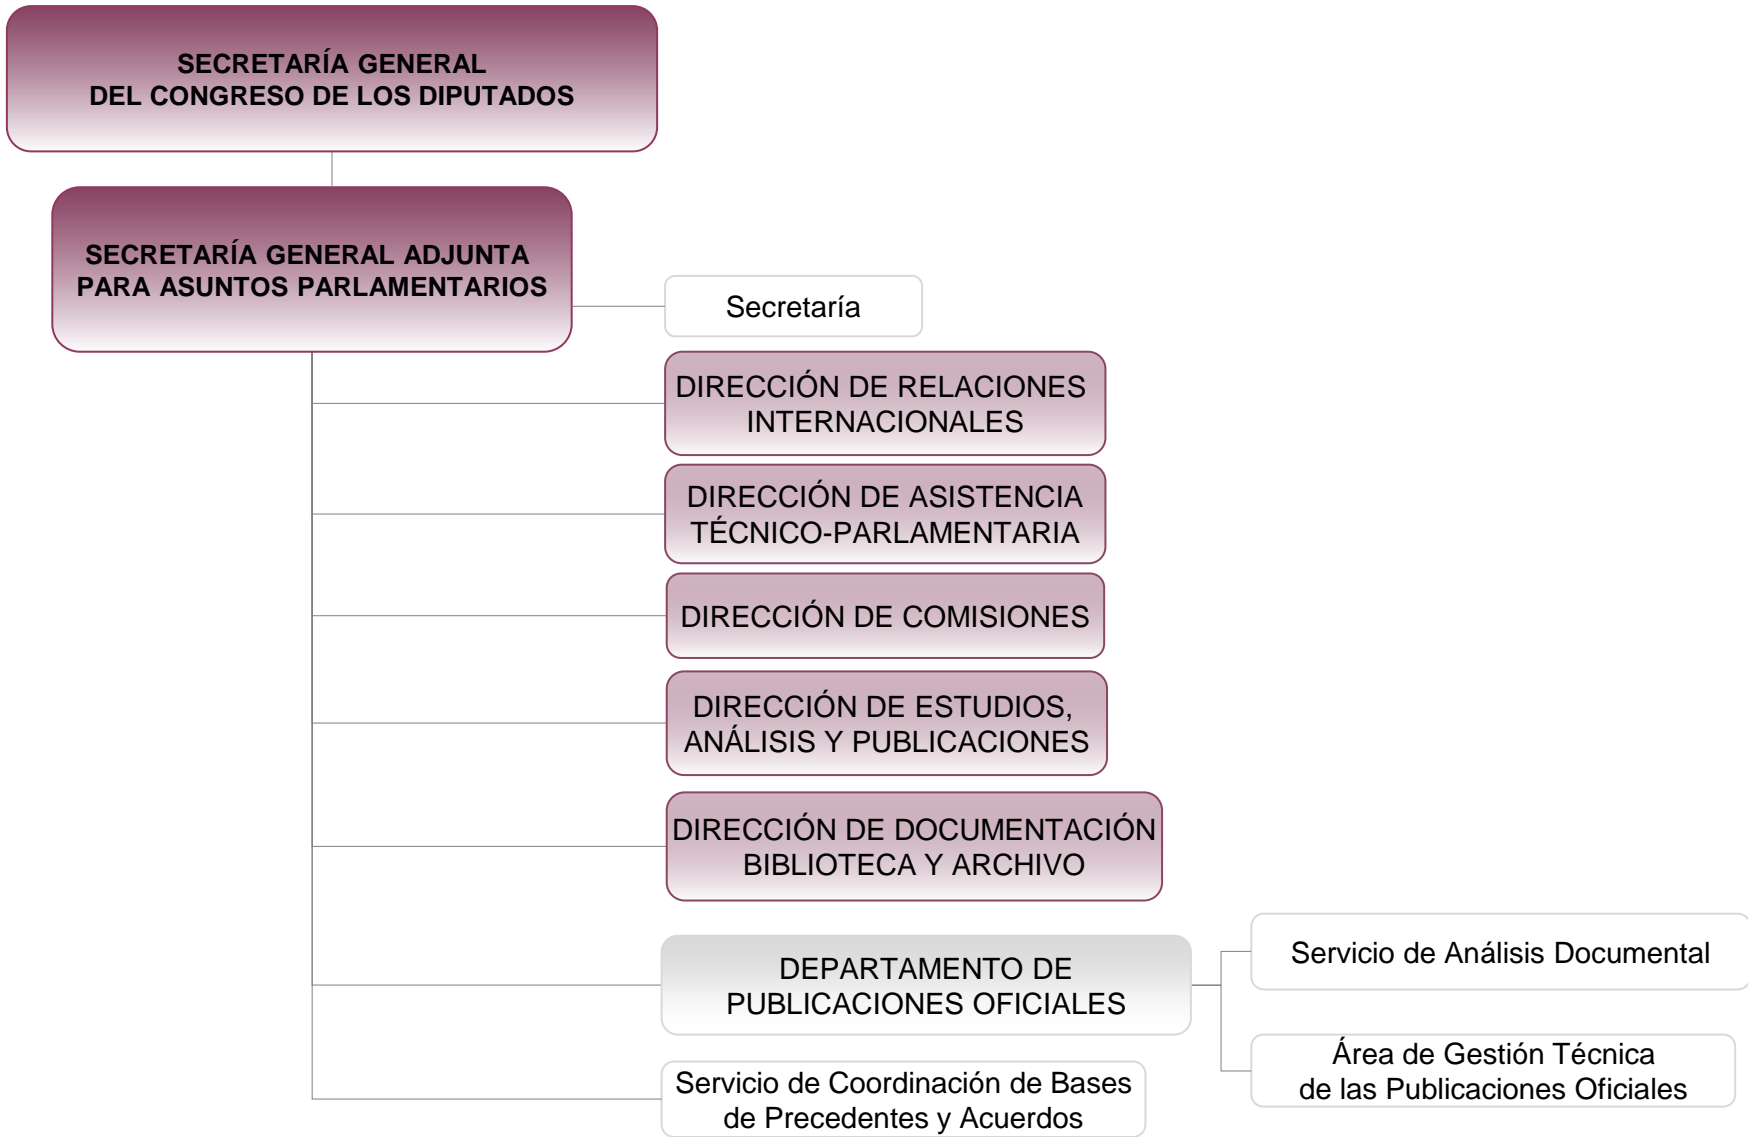 SECRETARÍA GENERAL
DEL CONGRESO DE LOS DIPUTADOS
SECRETARÍA GENERAL ADJUNTA
PARA ASUNTOS PARLAMENTARIOS
Secretaría
DIRECCIÓN DE RELACIONES
INTERNACIONALES
DIRECCIÓN DE ASISTENCIA
TÉCNICO-PARLAMENTARIA
DIRECCIÓN DE COMISIONES
DIRECCIÓN DE ESTUDIOS,
ANÁLISIS Y PUBLICACIONES
DIRECCIÓN DE DOCUMENTACIÓN
BIBLIOTECA Y ARCHIVO
DEPARTAMENTO DE
PUBLICACIONES OFICIALES
Servicio de Análisis Documental
Área de Gestión Técnica
de las Publicaciones Oficiales
Servicio de Coordinación de Bases
de Precedentes y Acuerdos